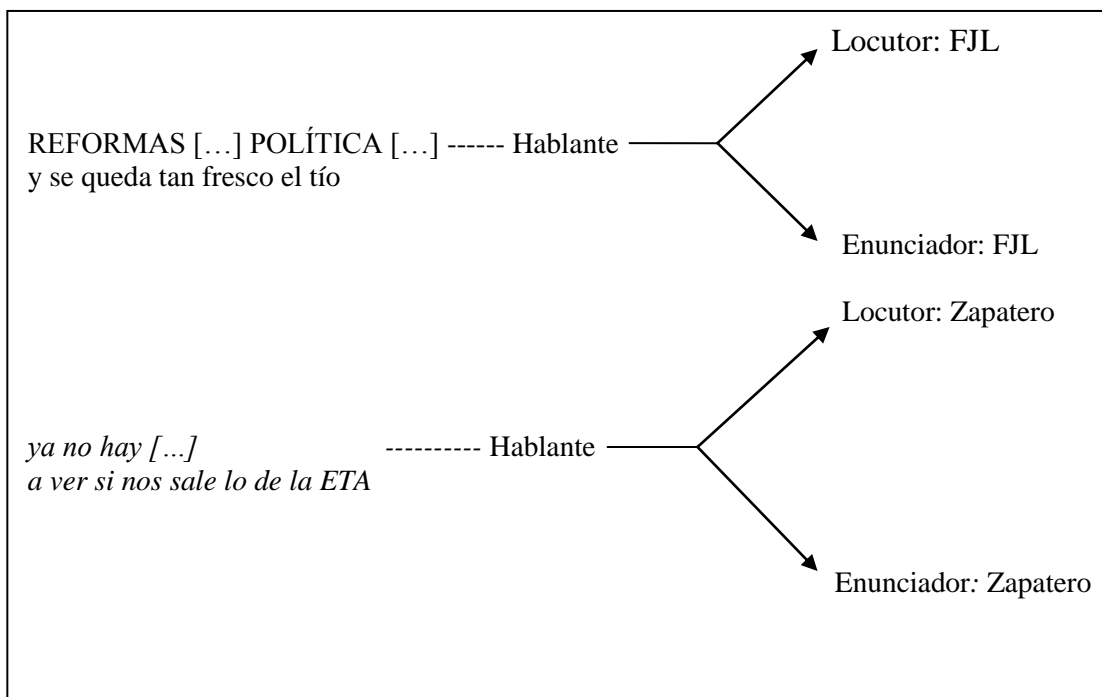 Locutor: FJL
REFORMAS […] POLÍTICA […] ------ Hablante
y se queda tan fresco el tío
Enunciador: FJL
Locutor: Zapatero
ya no hay […] ---------- Hablante
a ver si nos sale lo de la ETA
Enunciador: Zapatero